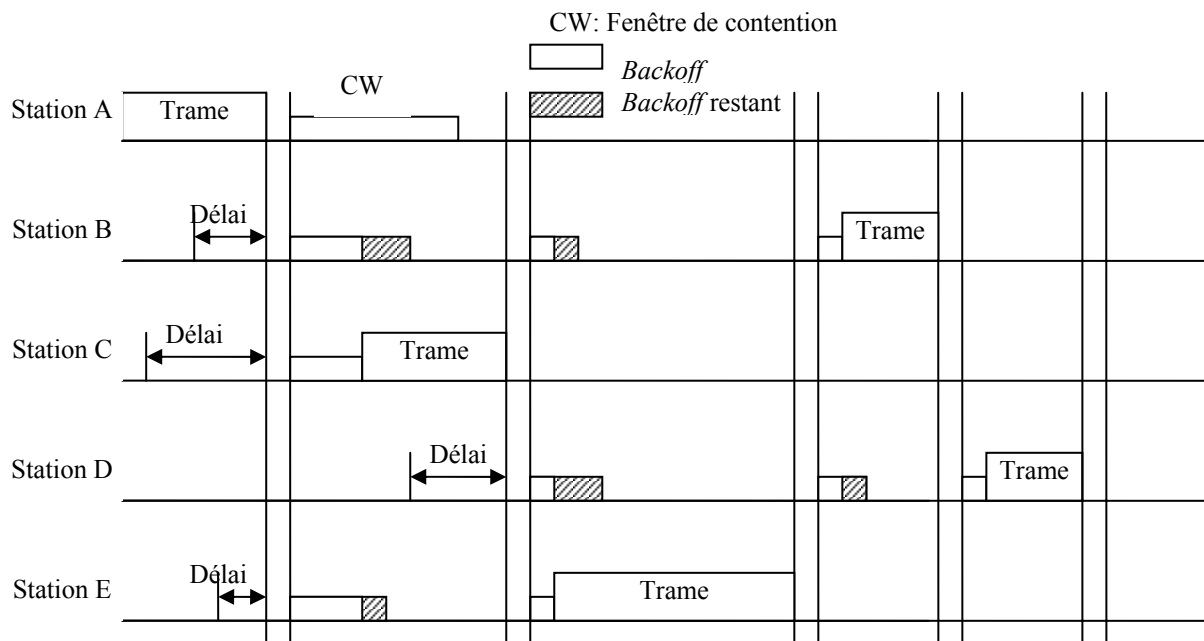 CW: Fenêtre de contention
Backoff
CW
Backoff restant
Station A
Trame
Délai
Station B
Trame
Délai
Station C
Trame
Station D
Délai
Trame
Délai
Station E
Trame